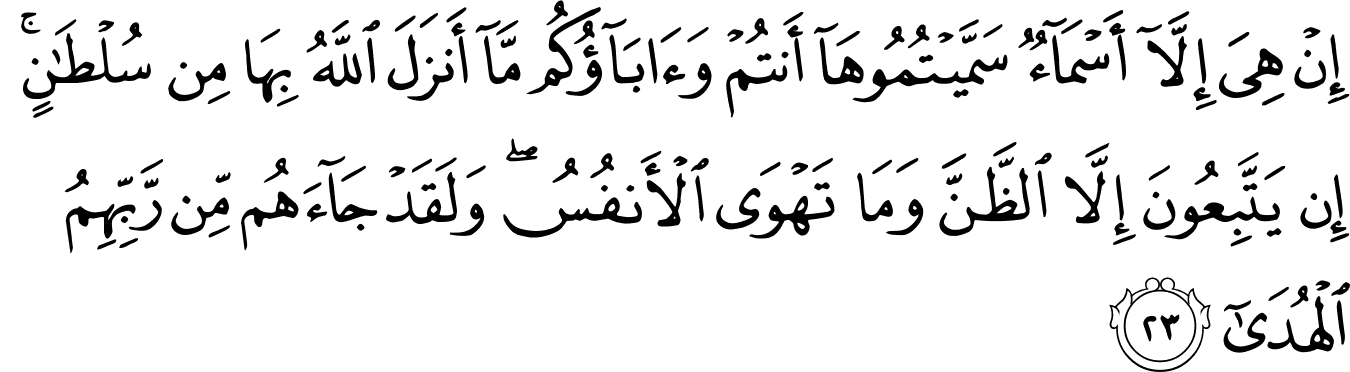 إِنْ هِىَ إِلَّآ أَسْمَآءٌ سَمَّيْتُمُوهَآ أَنتُمْ وَءَابَآؤُكُم مَّآ أَنزَلَ ٱللَّهُ بِهَا مِن سُلْطَٰنٍ ۚ
إِن يَتَّبِعُونَ إِلَّا ٱلظَّنَّ وَمَا تَهْوَى ٱلْأَنفُسُ ۖ وَلَقَدْ جَآءَهُم مِّن رَّبِّهِمُ
ٱلْهُدَىٰٓ ٢٣